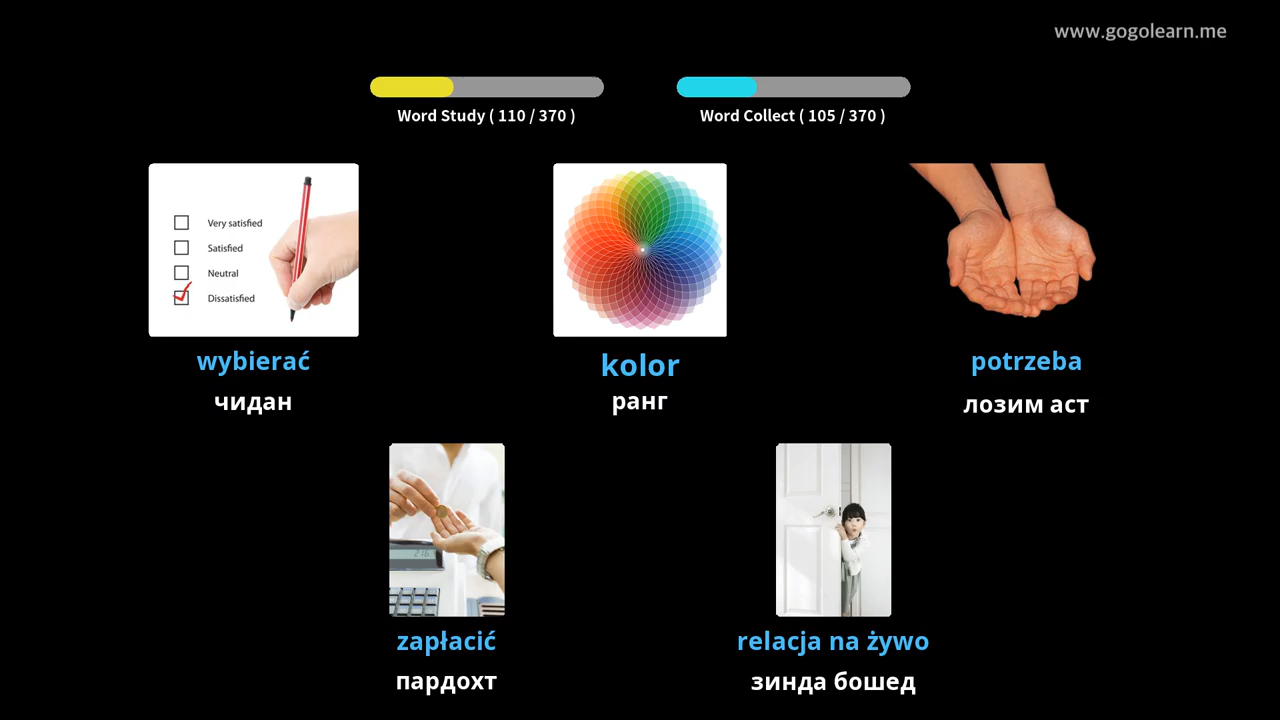 www.gogolearn.me
Word Study ( 110 / 370 )
Word Collect ( 105 / 370 )
Very satisfied
Satisfied
Neutral
Dissatisfied
wybierać
чидан
kolor
ранг
potrzeba
лозим аст
zapłacić
пардохт
relacja na żywo
зинда бошед